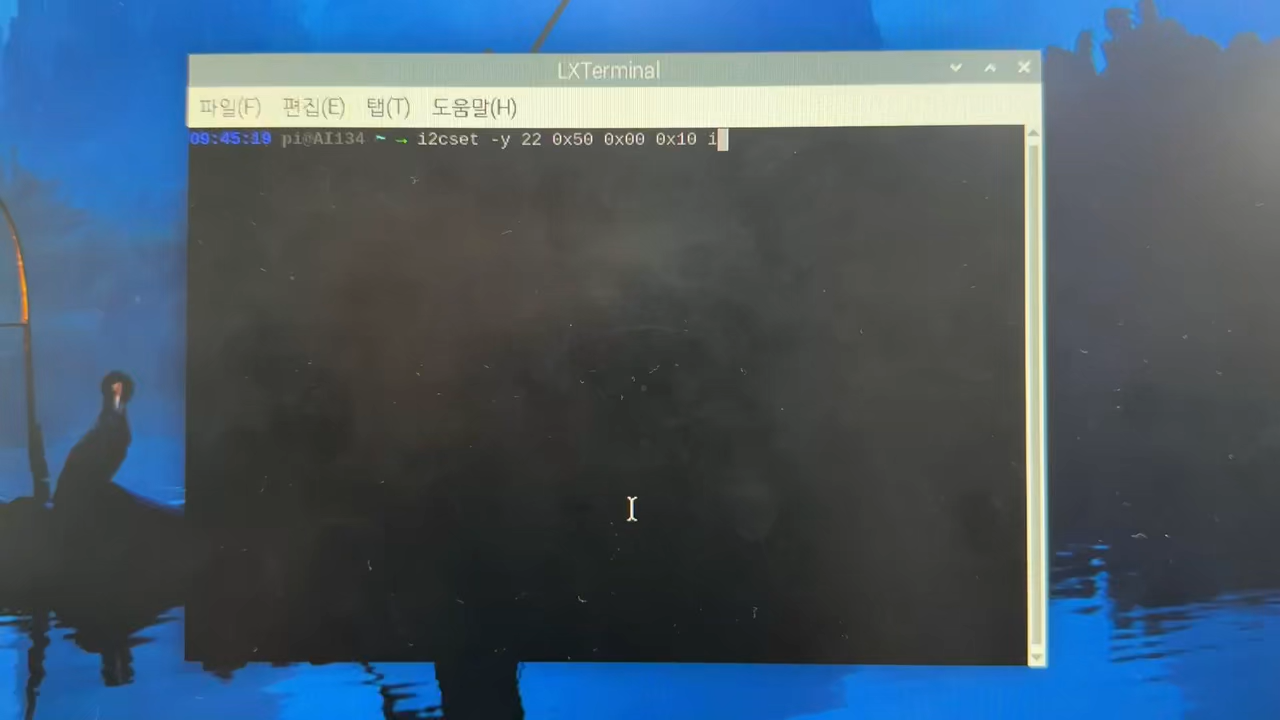 LXTerminal
파일(F) 편집(E) 탭(T) 도움말(H)
09:45:19 pi@AI134 ~ → i2cset -y 22 0x50 0x00 0x10 i